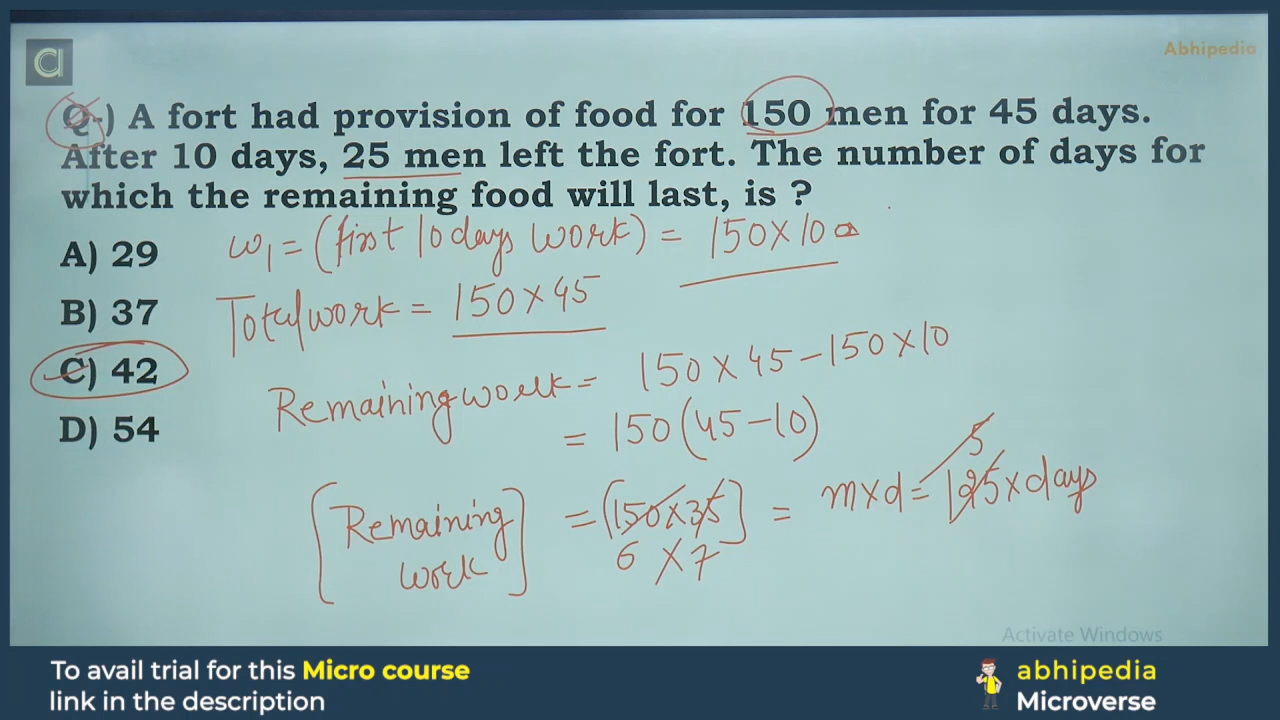 Abhipedia
Q-) A fort had provision of food for 150 men for 45 days.
After 10 days, 25 men left the fort. The number of days for
which the remaining food will last, is ?
A) 29
B) 37
C) 42
D) 54
w1 = (first 10 days work) = 150 × 10
Total work = 150 × 45
Remaining work = 150 × 45 - 150 × 10
= 150 (45 - 10)
[Remaining work] = (150 × 35) = m × d = 125 × days
5
6 × 7
Activate Windows
To avail trial for this Micro course
link in the description
abhipedia
Microverse